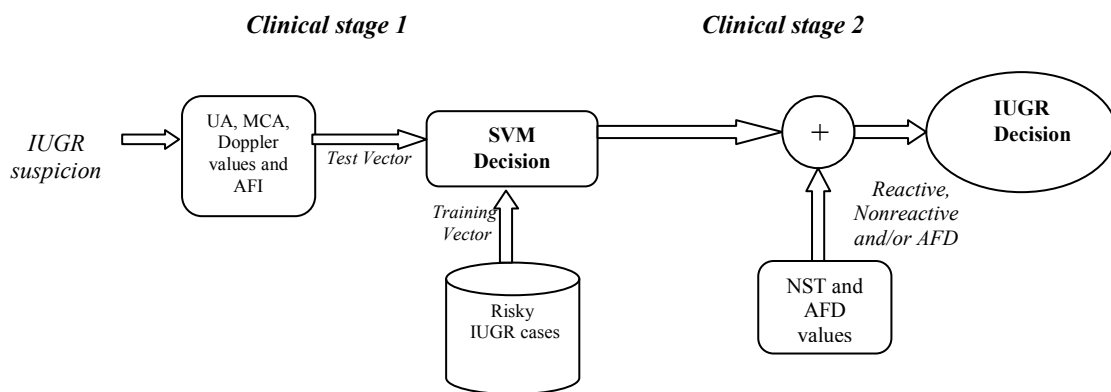 Clinical stage 1
Clinical stage 2
IUGR
suspicion
UA, MCA,
Doppler
values and
AFI
Test Vector
SVM
Decision
Training
Vector
Risky
IUGR cases
+
Reactive,
Nonreactive
and/or AFD
NST and
AFD
values
IUGR
Decision